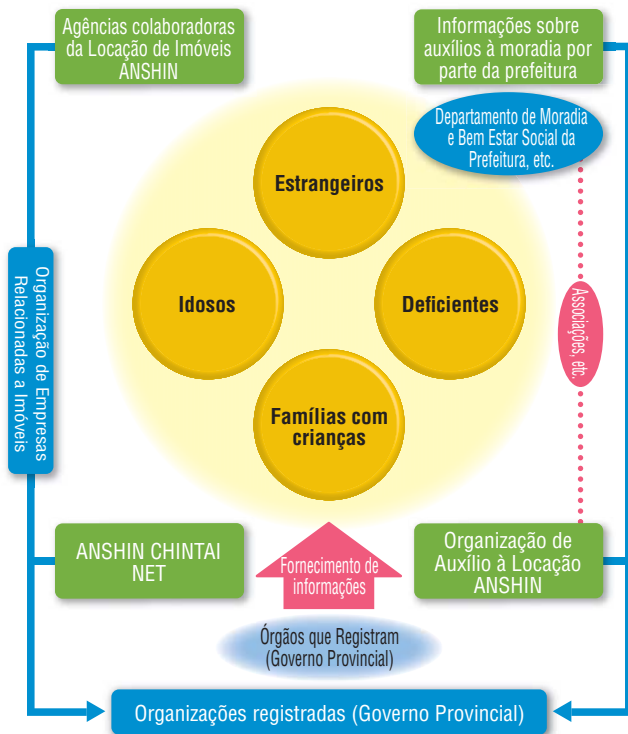 Agências colaboradoras
da Locação de Imóveis
ANSHIN
Informações sobre
auxílios à moradia por
parte da prefeitura
Departamento de Moradia
e Bem Estar Social da
Prefeitura, etc.
Estrangeiros
Idosos
Deficientes
Famílias com
crianças
Organização de Empresas
Relacionadas a Imóveis
Associações, etc.
ANSHIN CHINTAI
NET
Fornecimento de
informações
Organização de
Auxílio à Locação
ANSHIN
Órgãos que Registram
(Governo Provincial)
Organizações registradas (Governo Provincial)